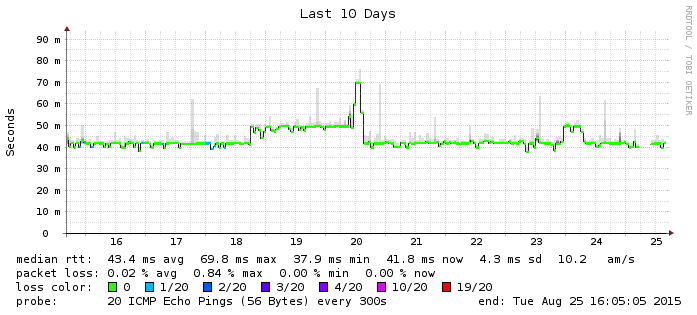 Last 10 Days
RRDTOOL / TOBI OETIKER
Seconds
90 m
80 m
70 m
60 m
50 m
40 m
30 m
20 m
10 m
0
16 17 18 19 20 21 22 23 24 25
median rtt: 43.4 ms avg 69.8 ms max 37.9 ms min 41.8 ms now 4.3 ms sd 10.2 am/s
packet loss: 0.02 % avg 0.84 % max 0.00 % min 0.00 % now
loss color: 0 1/20 2/20 3/20 4/20 10/20 19/20
probe: 20 ICMP Echo Pings (56 Bytes) every 300s end: Tue Aug 25 16:05:05 2015